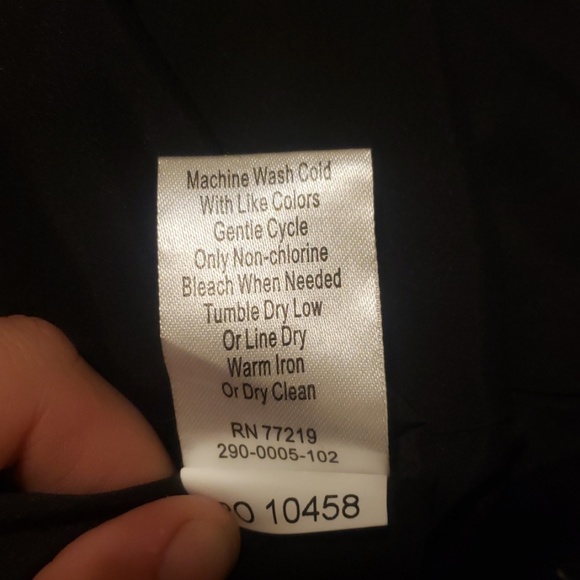 Machine Wash Cold
With Like Colors
Gentle Cycle
Only Non-chlorine
Bleach When Needed
Tumble Dry Low
Or Line Dry
Warm Iron
Or Dry Clean
RN 77219
290-0005-102
10458